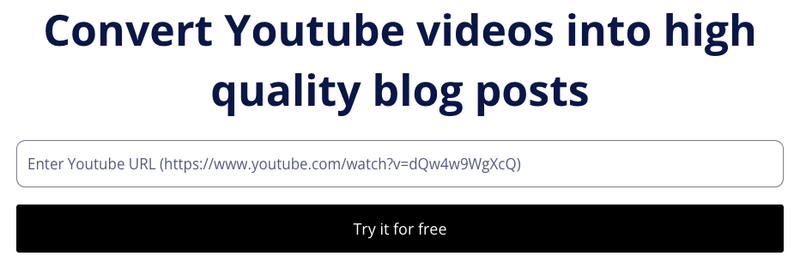 Convert Youtube videos into high
quality blog posts
Enter Youtube URL (https://www.youtube.com/watch?v=dQw4w9WgXcQ)
Try it for free